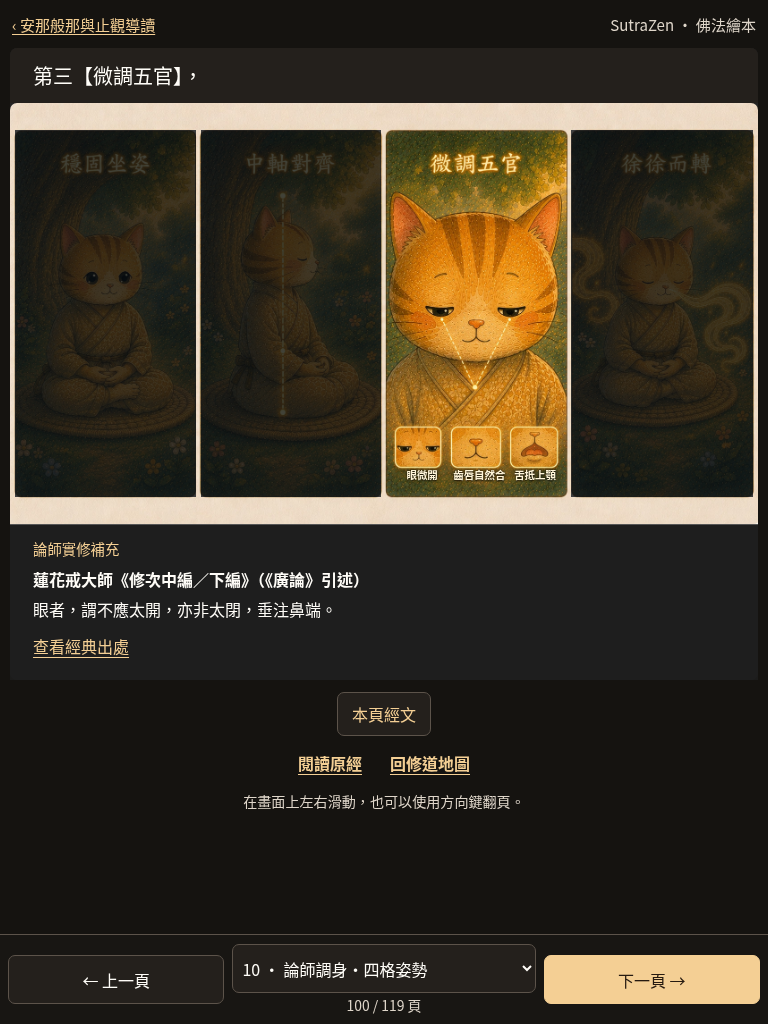 ‹ 安那般那與止觀導讀
SutraZen · 佛法繪本
第三【微調五官】，
穩固坐姿
中軸對齊
微調五官
徐徐而轉
眼微開
齒唇自然合
舌抵上顎
論師實修補充
蓮花戒大師《修次中編／下編》（《廣論》引述）
眼者，謂不應太開，亦非太閉，垂注鼻端。
查看經典出處
本頁經文
閱讀原經
回修道地圖
在畫面上左右滑動，也可以使用方向鍵翻頁。
← 上一頁
10 · 論師調身・四格姿勢
100 / 119 頁
下一頁 →